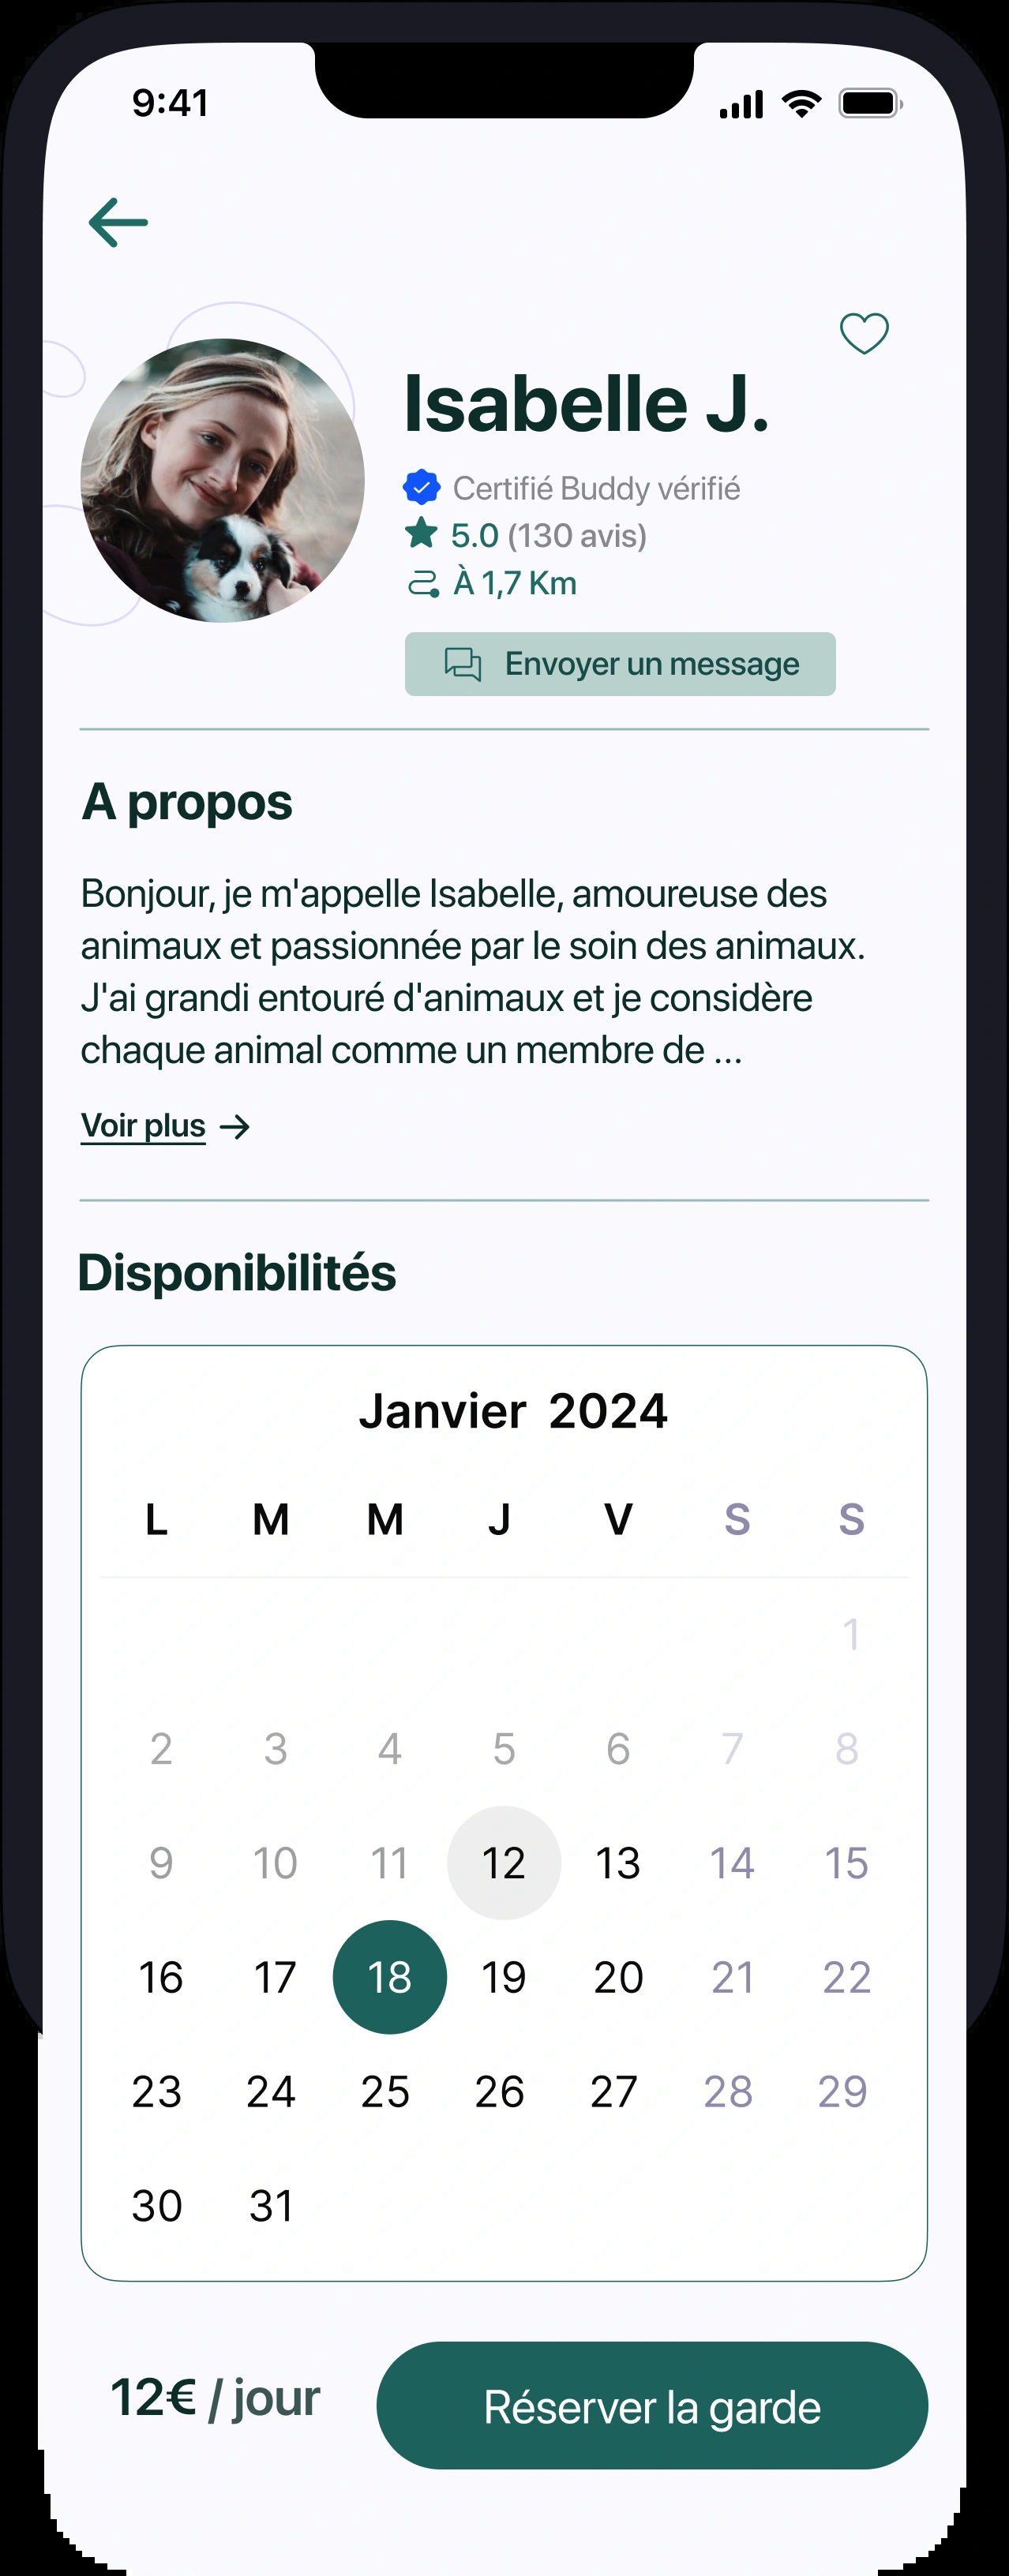 9:41
Isabelle J.
Certifié Buddy vérifié
5.0 (130 avis)
À 1,7 Km
Envoyer un message
A propos
Bonjour, je m'appelle Isabelle, amoureuse des
animaux et passionnée par le soin des animaux.
J'ai grandi entouré d'animaux et je considère
chaque animal comme un membre de ...
Voir plus
Disponibilités
Janvier 2024
L M M J V S S
1
2 3 4 5 6 7 8
9 10 11 12 13 14 15
16 17 18 19 20 21 22
23 24 25 26 27 28 29
30 31
12€ / jour
Réserver la garde